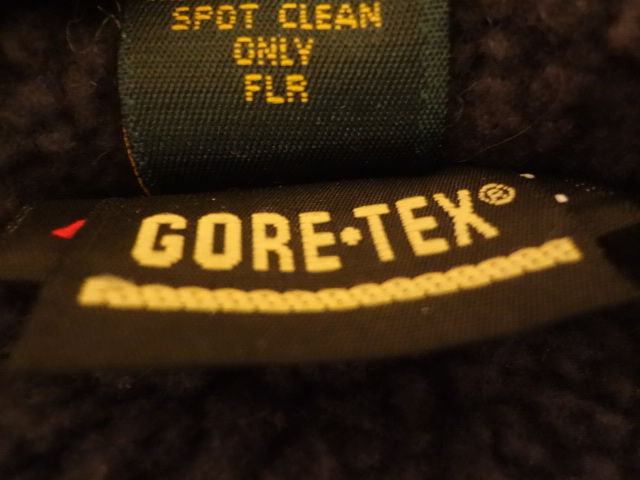 SPOT CLEAN
ONLY
FLR
GORE-TEX®